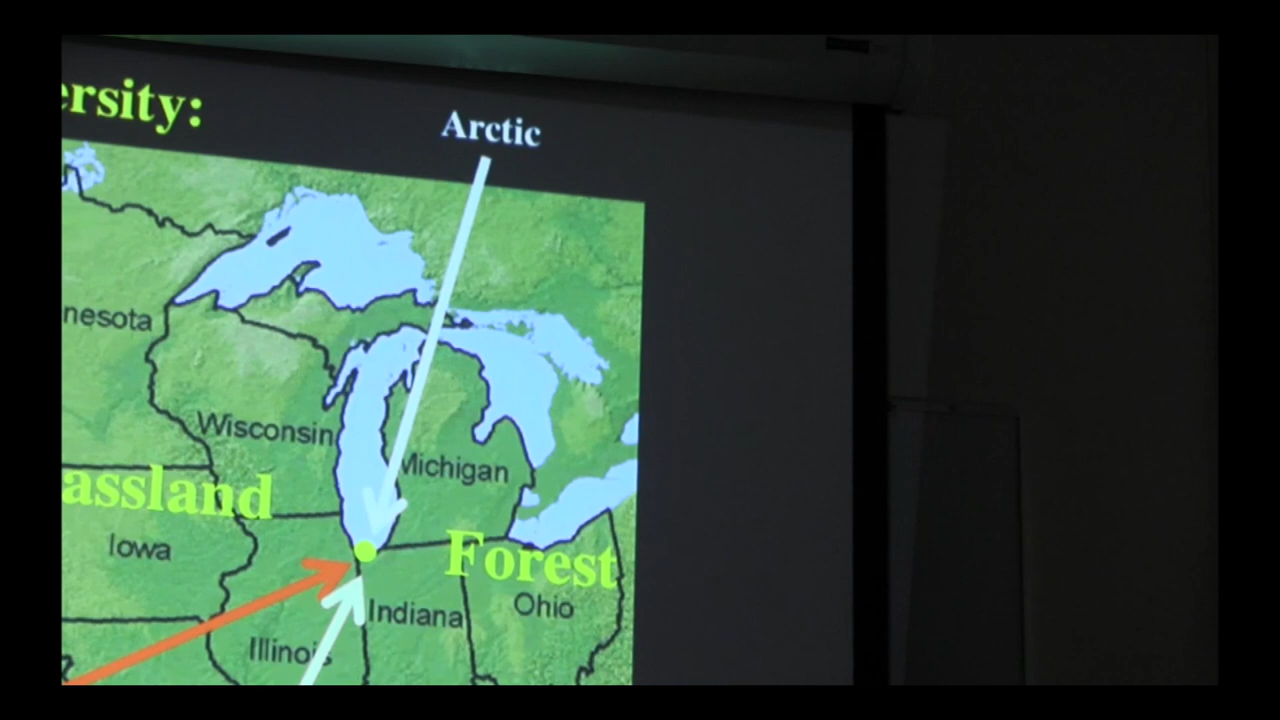 ersity:
Arctic
nesota
Wisconsin
Michigan
assland
Iowa
Forest
Indiana
Ohio
Illinois